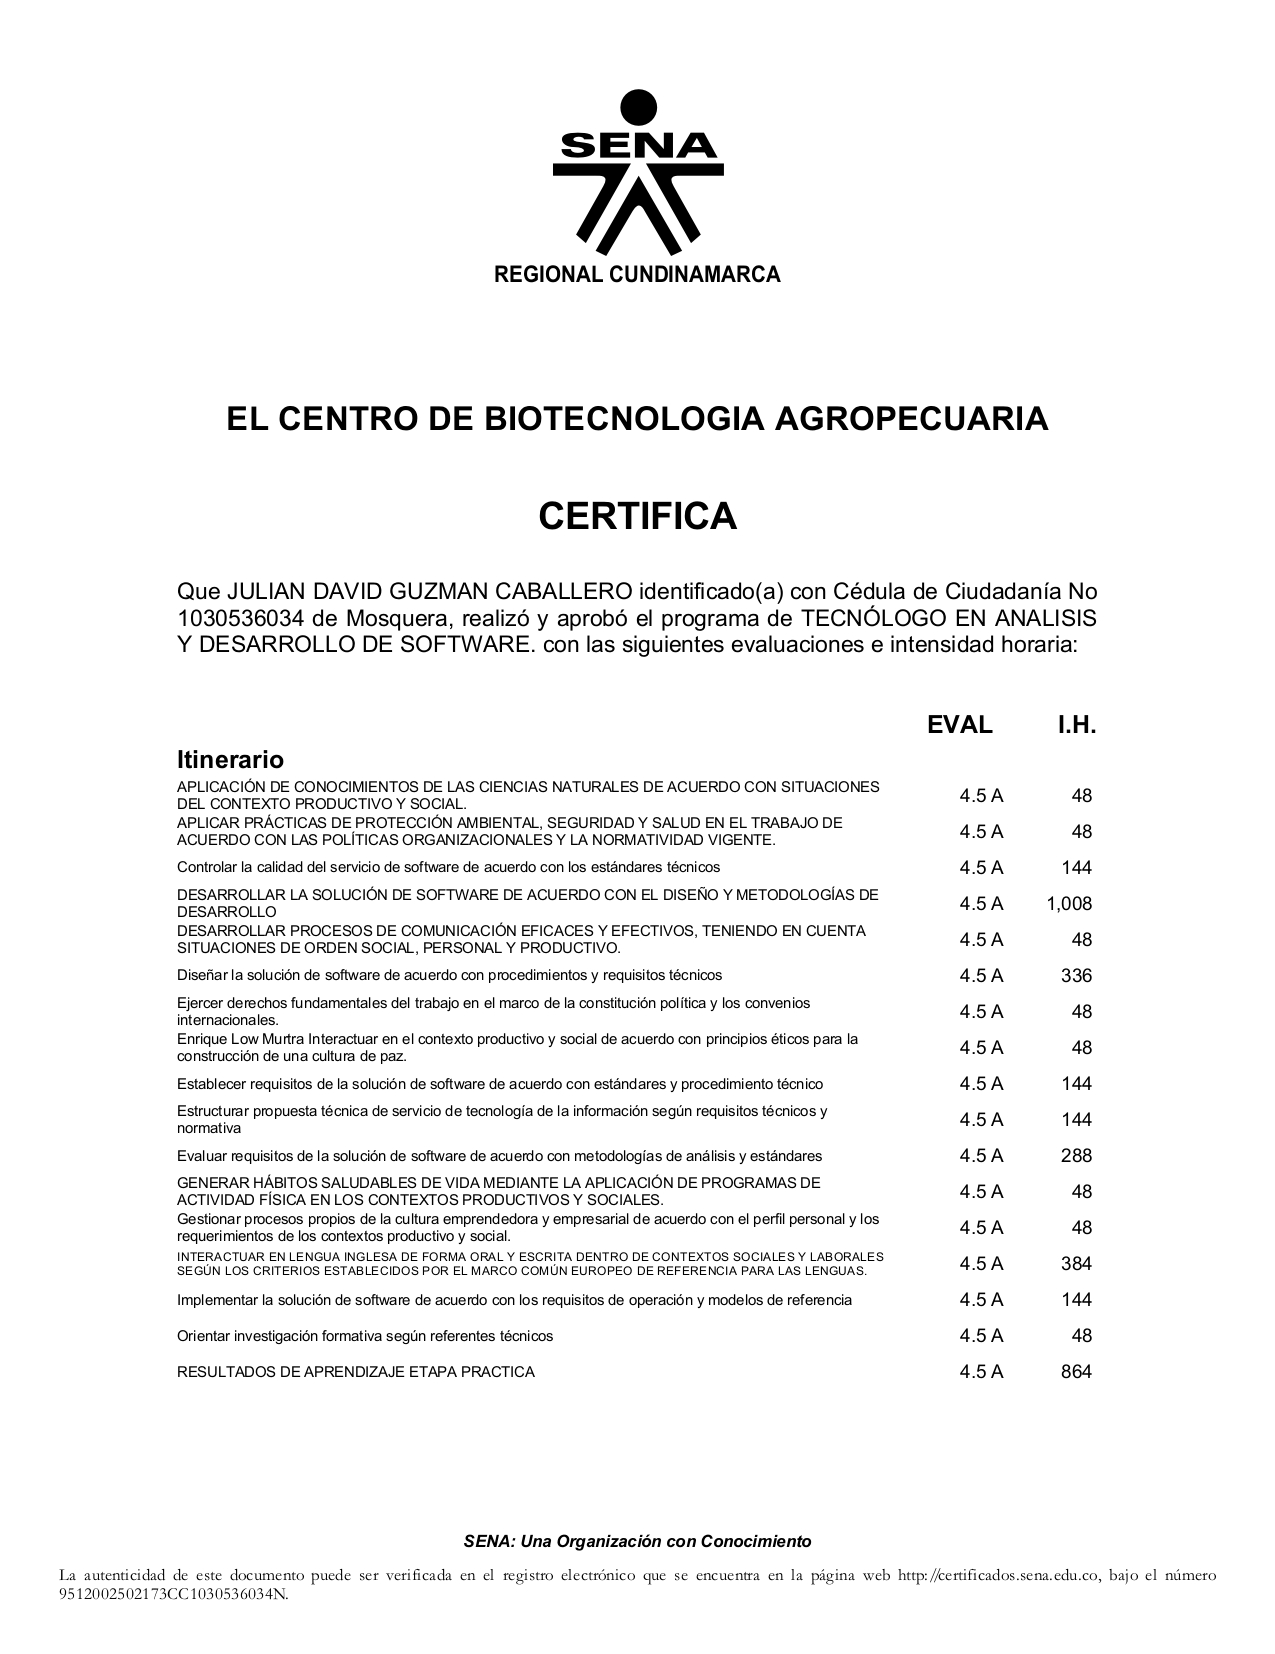 SENA
REGIONAL CUNDINAMARCA
EL CENTRO DE BIOTECNOLOGIA AGROPECUARIA
CERTIFICA
Que JULIAN DAVID GUZMAN CABALLERO identificado(a) con Cédula de Ciudadanía No
1030536034 de Mosquera, realizó y aprobó el programa de TECNÓLOGO EN ANALISIS
Y DESARROLLO DE SOFTWARE. con las siguientes evaluaciones e intensidad horaria:
EVAL I.H.
Itinerario
APLICACIÓN DE CONOCIMIENTOS DE LAS CIENCIAS NATURALES DE ACUERDO CON SITUACIONES
DEL CONTEXTO PRODUCTIVO Y SOCIAL. 4.5 A 48
APLICAR PRÁCTICAS DE PROTECCIÓN AMBIENTAL, SEGURIDAD Y SALUD EN EL TRABAJO DE
ACUERDO CON LAS POLÍTICAS ORGANIZACIONALES Y LA NORMATIVIDAD VIGENTE. 4.5 A 48
Controlar la calidad del servicio de software de acuerdo con los estándares técnicos 4.5 A 144
DESARROLLAR LA SOLUCIÓN DE SOFTWARE DE ACUERDO CON EL DISEÑO Y METODOLOGÍAS DE
DESARROLLO 4.5 A 1,008
DESARROLLAR PROCESOS DE COMUNICACIÓN EFICACES Y EFECTIVOS, TENIENDO EN CUENTA
SITUACIONES DE ORDEN SOCIAL, PERSONAL Y PRODUCTIVO. 4.5 A 48
Diseñar la solución de software de acuerdo con procedimientos y requisitos técnicos 4.5 A 336
Ejercer derechos fundamentales del trabajo en el marco de la constitución política y los convenios
internacionales. 4.5 A 48
Enrique Low Murtra Interactuar en el contexto productivo y social de acuerdo con principios éticos para la
construcción de una cultura de paz. 4.5 A 48
Establecer requisitos de la solución de software de acuerdo con estándares y procedimiento técnico 4.5 A 144
Estructurar propuesta técnica de servicio de tecnología de la información según requisitos técnicos y
normativa 4.5 A 144
Evaluar requisitos de la solución de software de acuerdo con metodologías de análisis y estándares 4.5 A 288
GENERAR HÁBITOS SALUDABLES DE VIDA MEDIANTE LA APLICACIÓN DE PROGRAMAS DE
ACTIVIDAD FÍSICA EN LOS CONTEXTOS PRODUCTIVOS Y SOCIALES. 4.5 A 48
Gestionar procesos propios de la cultura emprendedora y empresarial de acuerdo con el perfil personal y los
requerimientos de los contextos productivo y social. 4.5 A 48
INTERACTUAR EN LENGUA INGLESA DE FORMA ORAL Y ESCRITA DENTRO DE CONTEXTOS SOCIALES Y LABORALES
SEGÚN LOS CRITERIOS ESTABLECIDOS POR EL MARCO COMÚN EUROPEO DE REFERENCIA PARA LAS LENGUAS. 4.5 A 384
Implementar la solución de software de acuerdo con los requisitos de operación y modelos de referencia 4.5 A 144
Orientar investigación formativa según referentes técnicos 4.5 A 48
RESULTADOS DE APRENDIZAJE ETAPA PRACTICA 4.5 A 864
SENA: Una Organización con Conocimiento
La autenticidad de este documento puede ser verificada en el registro electrónico que se encuentra en la página web http://certificados.sena.edu.co, bajo el número
9512002502173CC1030536034N.